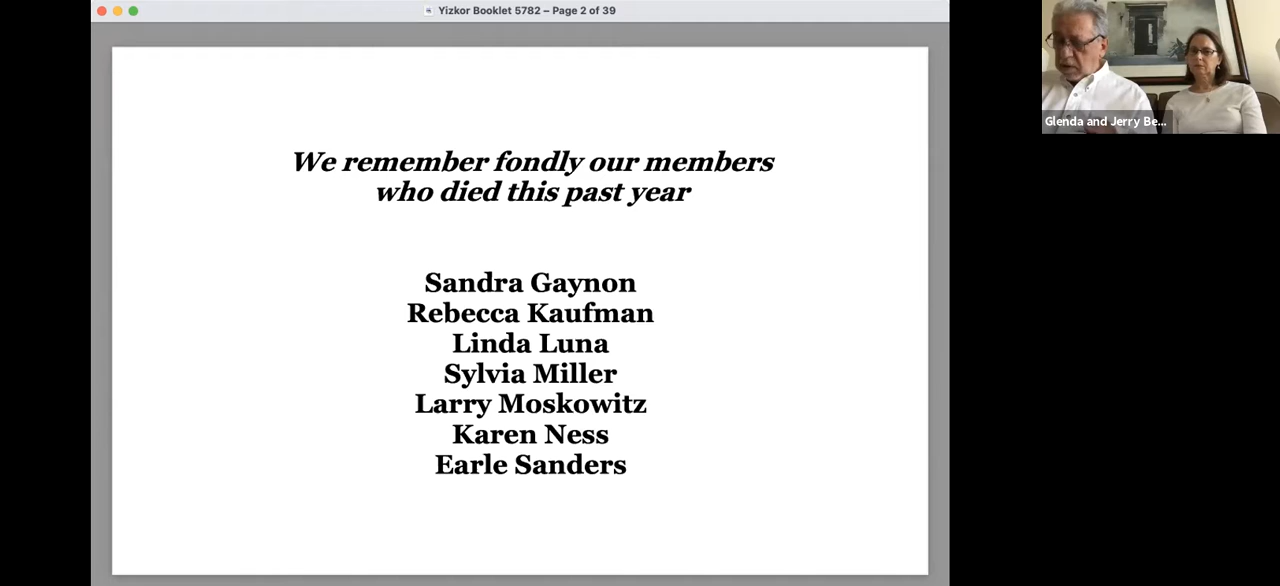 Yizkor Booklet 5782 – Page 2 of 39
We remember fondly our members
who died this past year
Sandra Gaynon
Rebecca Kaufman
Linda Luna
Sylvia Miller
Larry Moskowitz
Karen Ness
Earle Sanders
Glenda and Jerry Be...